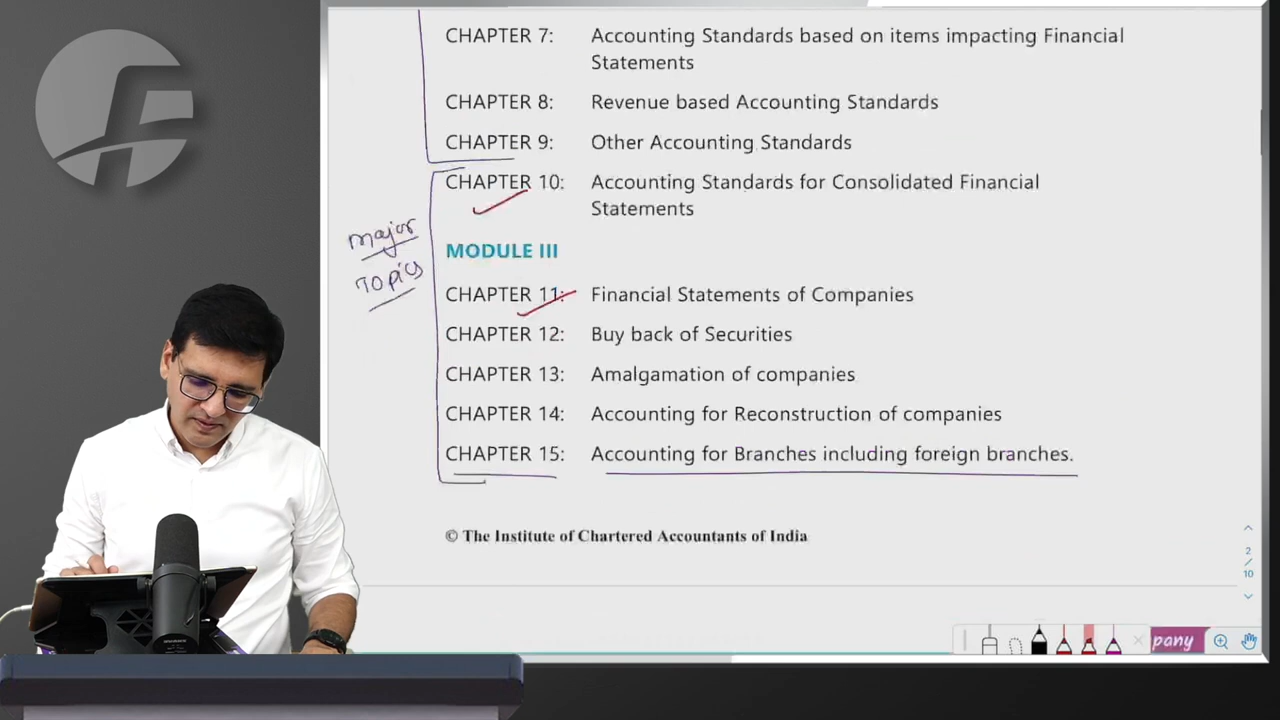 CHAPTER 7: Accounting Standards based on items impacting Financial
Statements
CHAPTER 8: Revenue based Accounting Standards
CHAPTER 9: Other Accounting Standards
CHAPTER 10: Accounting Standards for Consolidated Financial
Statements
major
Topics
MODULE III
CHAPTER 11: Financial Statements of Companies
CHAPTER 12: Buy back of Securities
CHAPTER 13: Amalgamation of companies
CHAPTER 14: Accounting for Reconstruction of companies
CHAPTER 15: Accounting for Branches including foreign branches.
© The Institute of Chartered Accountants of India
2
/
10
pany